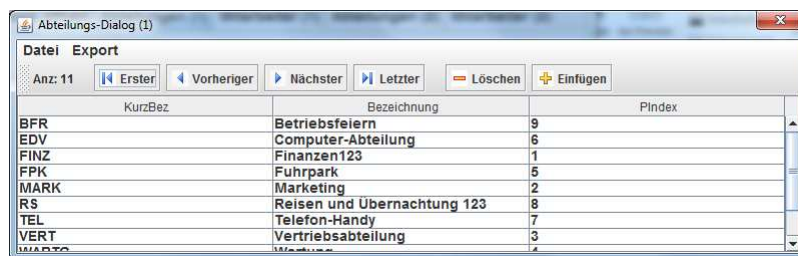 Abteilungs-Dialog (1)
Datei Export
Anz: 11 Erster Vorheriger Nächster Letzter Löschen Einfügen
KurzBez Bezeichnung PIndex
BFR Betriebsfeiern 9
EDV Computer-Abteilung 6
FINZ Finanzen123 1
FPK Fuhrpark 5
MARK Marketing 2
RS Reisen und Übernachtung 123 8
TEL Telefon-Handy 7
VERT Vertriebsabteilung 3
Wartung